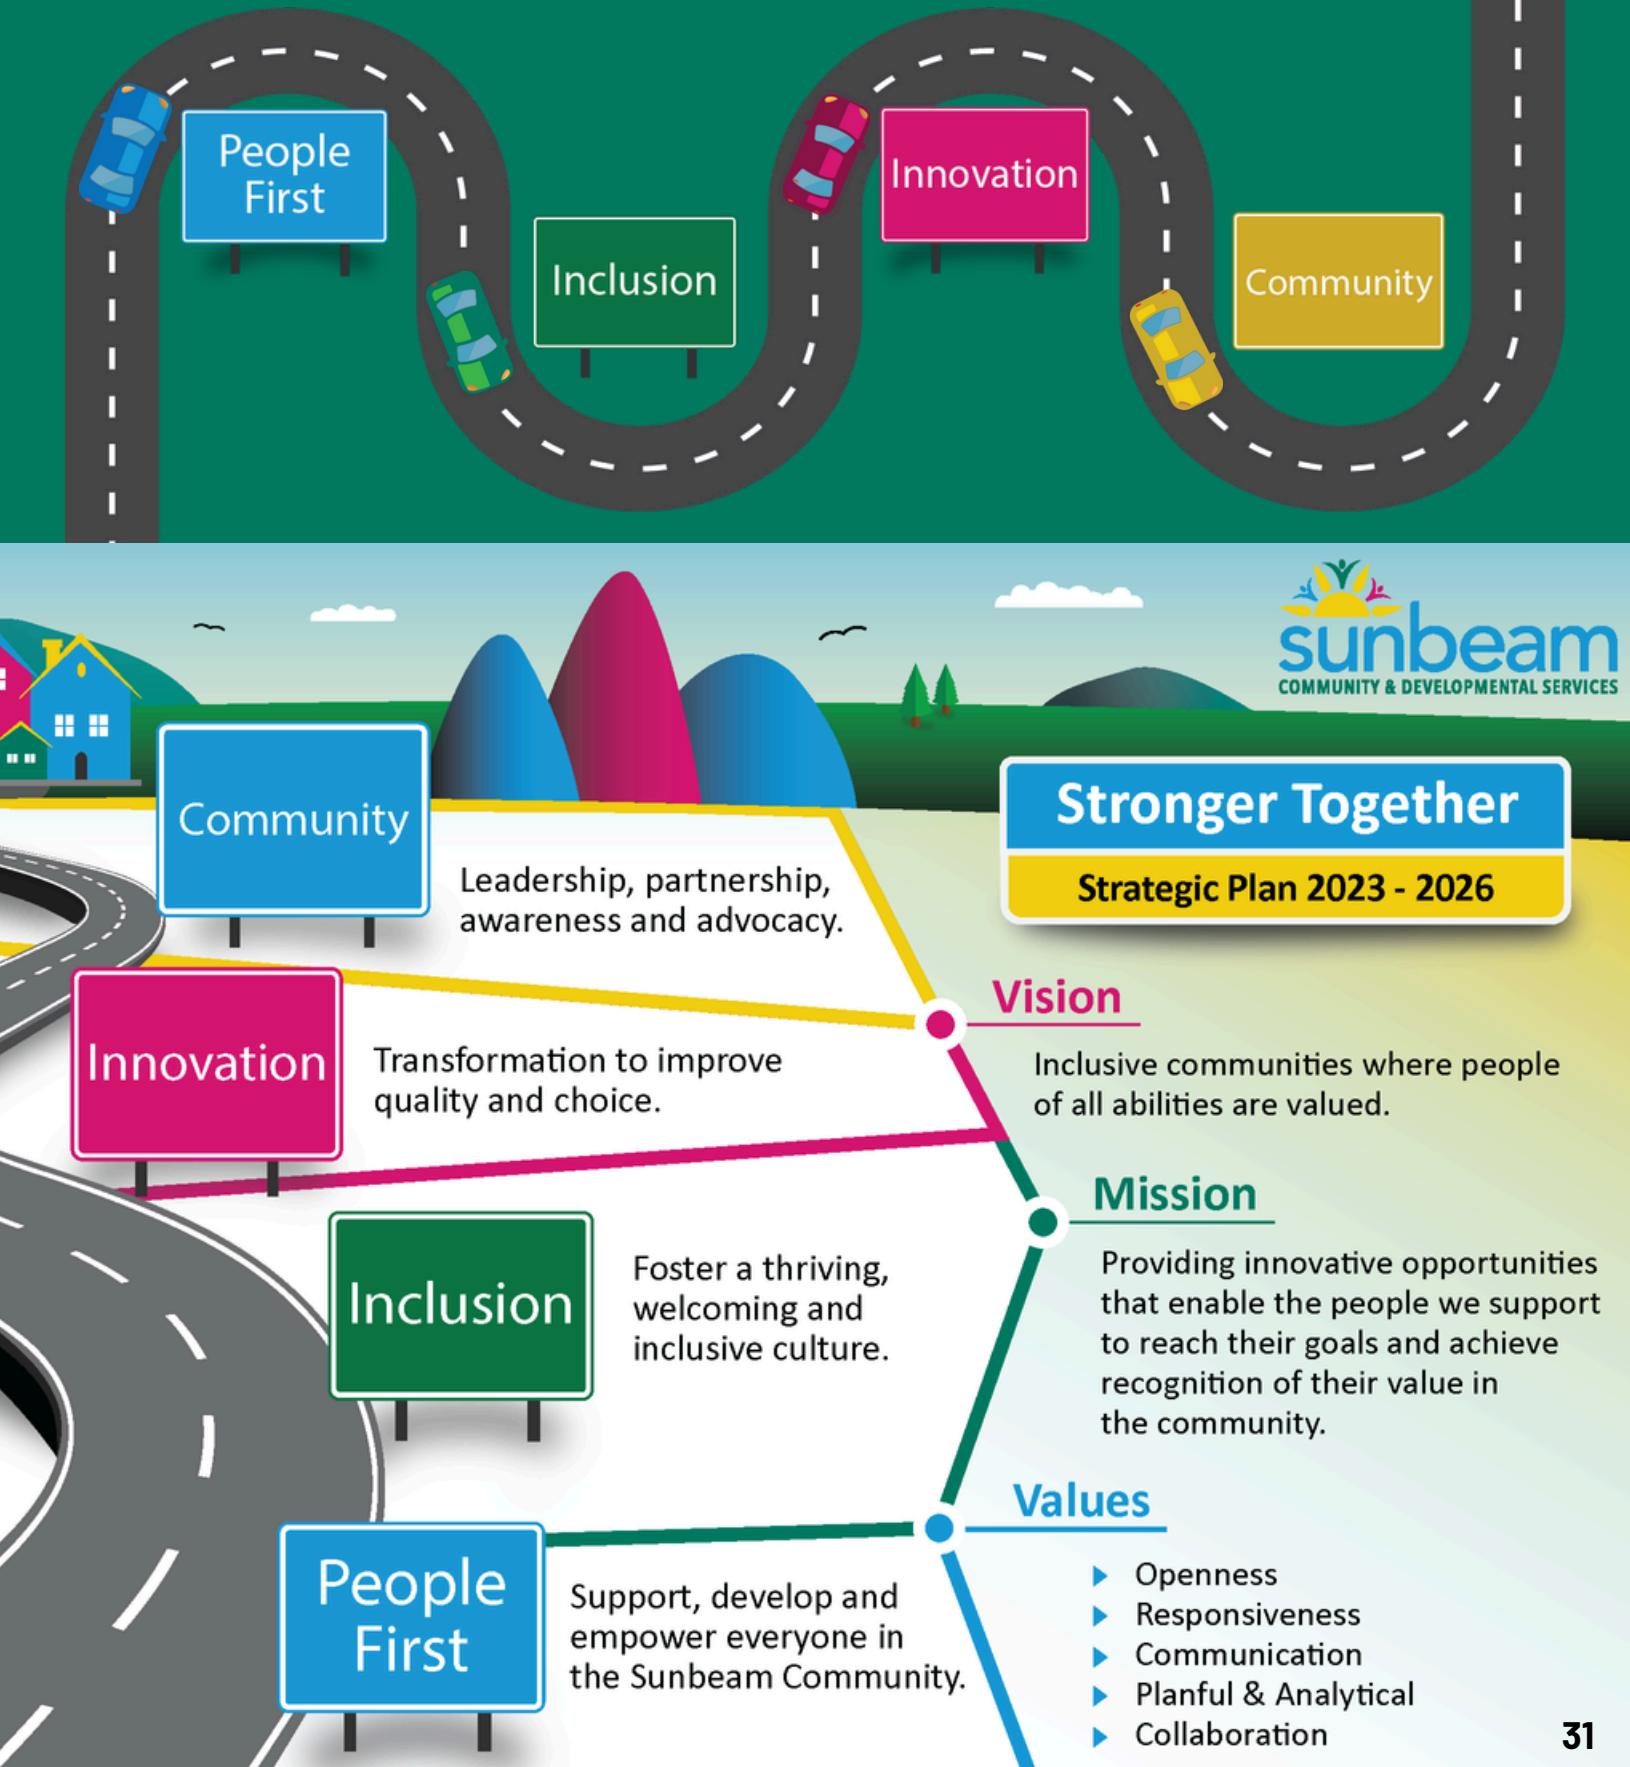 People
First
Inclusion
Innovation
Community
sunbeam
COMMUNITY & DEVELOPMENTAL SERVICES
Stronger Together
Strategic Plan 2023 - 2026
Community
Leadership, partnership,
awareness and advocacy.
Innovation
Transformation to improve
quality and choice.
Inclusion
Foster a thriving,
welcoming and
inclusive culture.
People
First
Support, develop and
empower everyone in
the Sunbeam Community.
Vision
Inclusive communities where people
of all abilities are valued.
Mission
Providing innovative opportunities
that enable the people we support
to reach their goals and achieve
recognition of their value in
the community.
Values
Openness
Responsiveness
Communication
Planful & Analytical
Collaboration
31